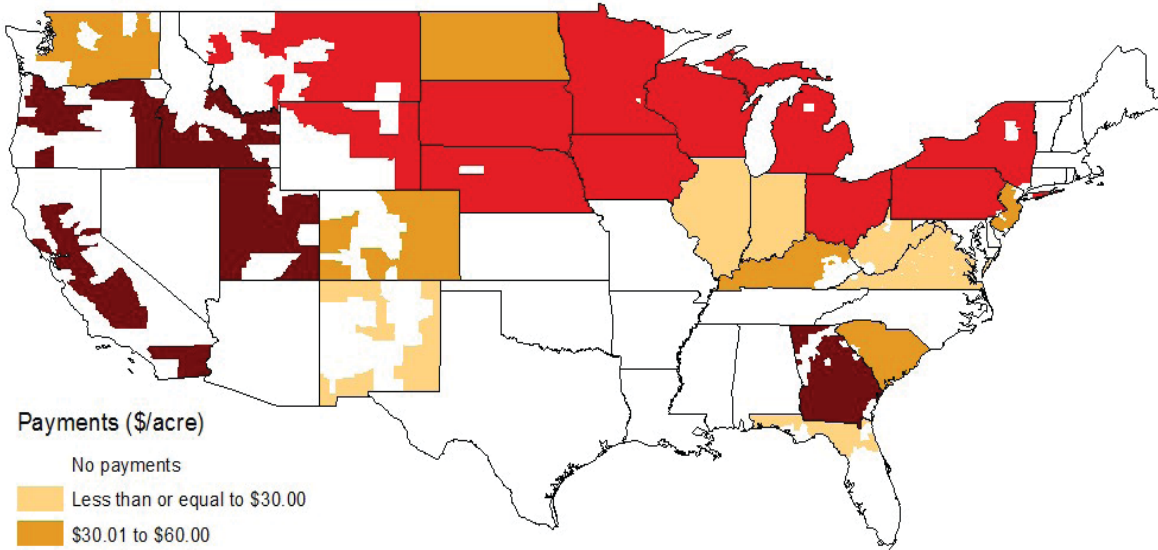 Payments ($/acre)
No payments
Less than or equal to $30.00
$30.01 to $60.00